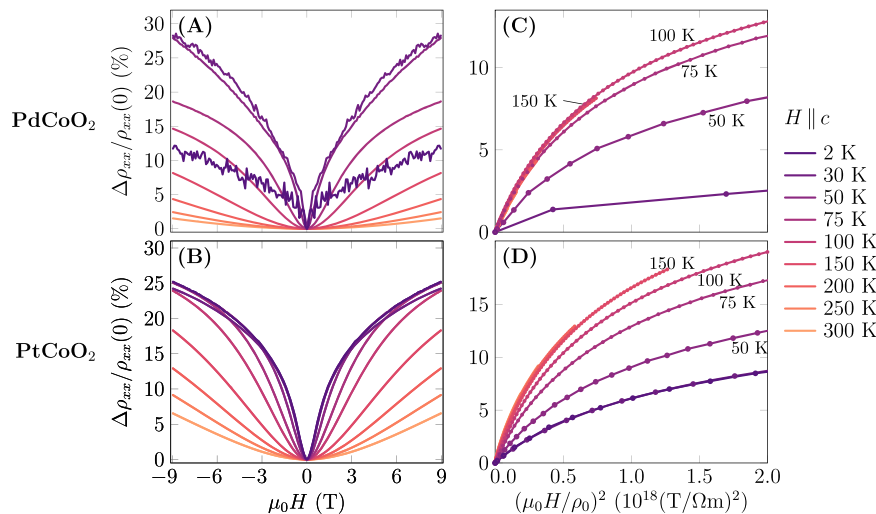 (A)
(C)
30
25
20
15
10
5
0
Δρxx/ρxx(0) (%)
PdCoO₂
10
5
0
100 K
75 K
150 K
50 K
H ∥ c
2 K
30 K
50 K
75 K
100 K
150 K
200 K
250 K
300 K
(B)
(D)
30
25
20
15
10
5
0
Δρxx/ρxx(0) (%)
PtCoO₂
15
10
5
0
150 K
100 K
75 K
50 K
−9 −6 −3 0 3 6 9
μ₀H (T)
0.0 0.5 1.0 1.5 2.0
(μ₀H/ρ₀)² (10¹⁸(T/Ωm)²